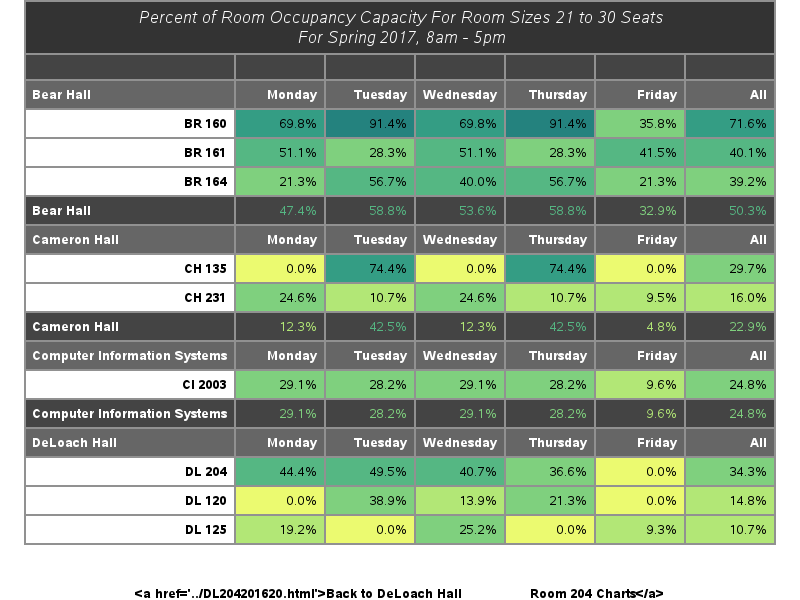 Percent of Room Occupancy Capacity For Room Sizes 21 to 30 Seats
For Spring 2017, 8am - 5pm
Bear Hall Monday Tuesday Wednesday Thursday Friday All
BR 160 69.8% 91.4% 69.8% 91.4% 35.8% 71.6%
BR 161 51.1% 28.3% 51.1% 28.3% 41.5% 40.1%
BR 164 21.3% 56.7% 40.0% 56.7% 21.3% 39.2%
Bear Hall 47.4% 58.8% 53.6% 58.8% 32.9% 50.3%
Cameron Hall Monday Tuesday Wednesday Thursday Friday All
CH 135 0.0% 74.4% 0.0% 74.4% 0.0% 29.7%
CH 231 24.6% 10.7% 24.6% 10.7% 9.5% 16.0%
Cameron Hall 12.3% 42.5% 12.3% 42.5% 4.8% 22.9%
Computer Information Systems Monday Tuesday Wednesday Thursday Friday All
CI 2003 29.1% 28.2% 29.1% 28.2% 9.6% 24.8%
Computer Information Systems 29.1% 28.2% 29.1% 28.2% 9.6% 24.8%
DeLoach Hall Monday Tuesday Wednesday Thursday Friday All
DL 204 44.4% 49.5% 40.7% 36.6% 0.0% 34.3%
DL 120 0.0% 38.9% 13.9% 21.3% 0.0% 14.8%
DL 125 19.2% 0.0% 25.2% 0.0% 9.3% 10.7%
<a href='../DL204201620.html'>Back to DeLoach Hall Room 204 Charts</a>